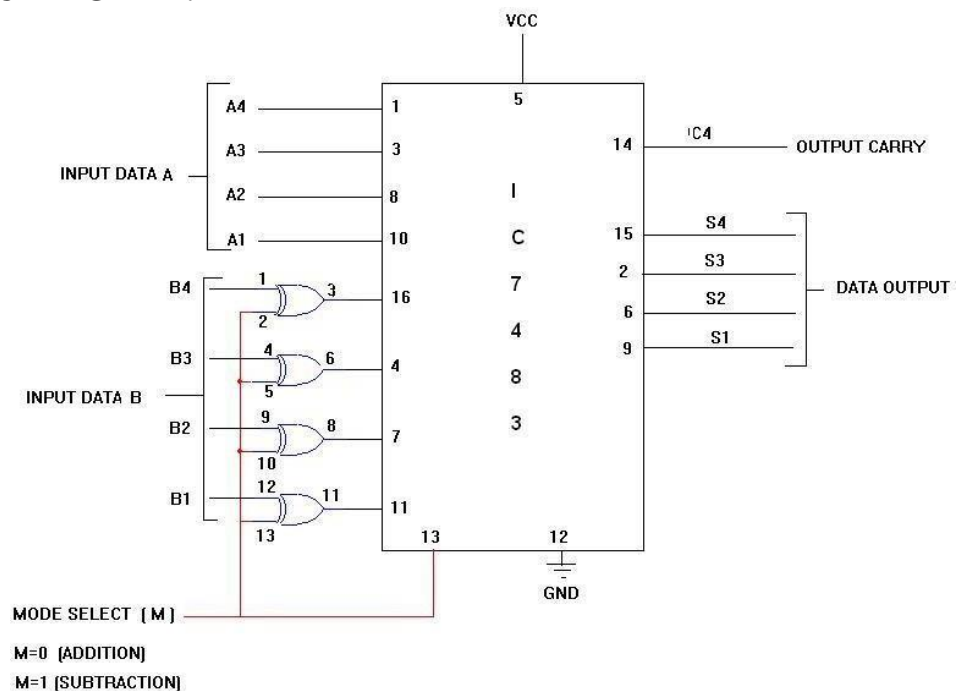 VCC
5
A4 1
A3 3
INPUT DATA A
A2 8
A1 10
14 C4 OUTPUT CARRY
I
C
7
4
8
3
15 S4
2 S3
DATA OUTPUT
6 S2
9 S1
B4 1 2 3 16
B3 4 5 6 4
INPUT DATA B
B2 9 10 8 7
B1 12 13 11 11
13 12
GND
MODE SELECT ( M )
M=0 (ADDITION)
M=1 (SUBTRACTION)